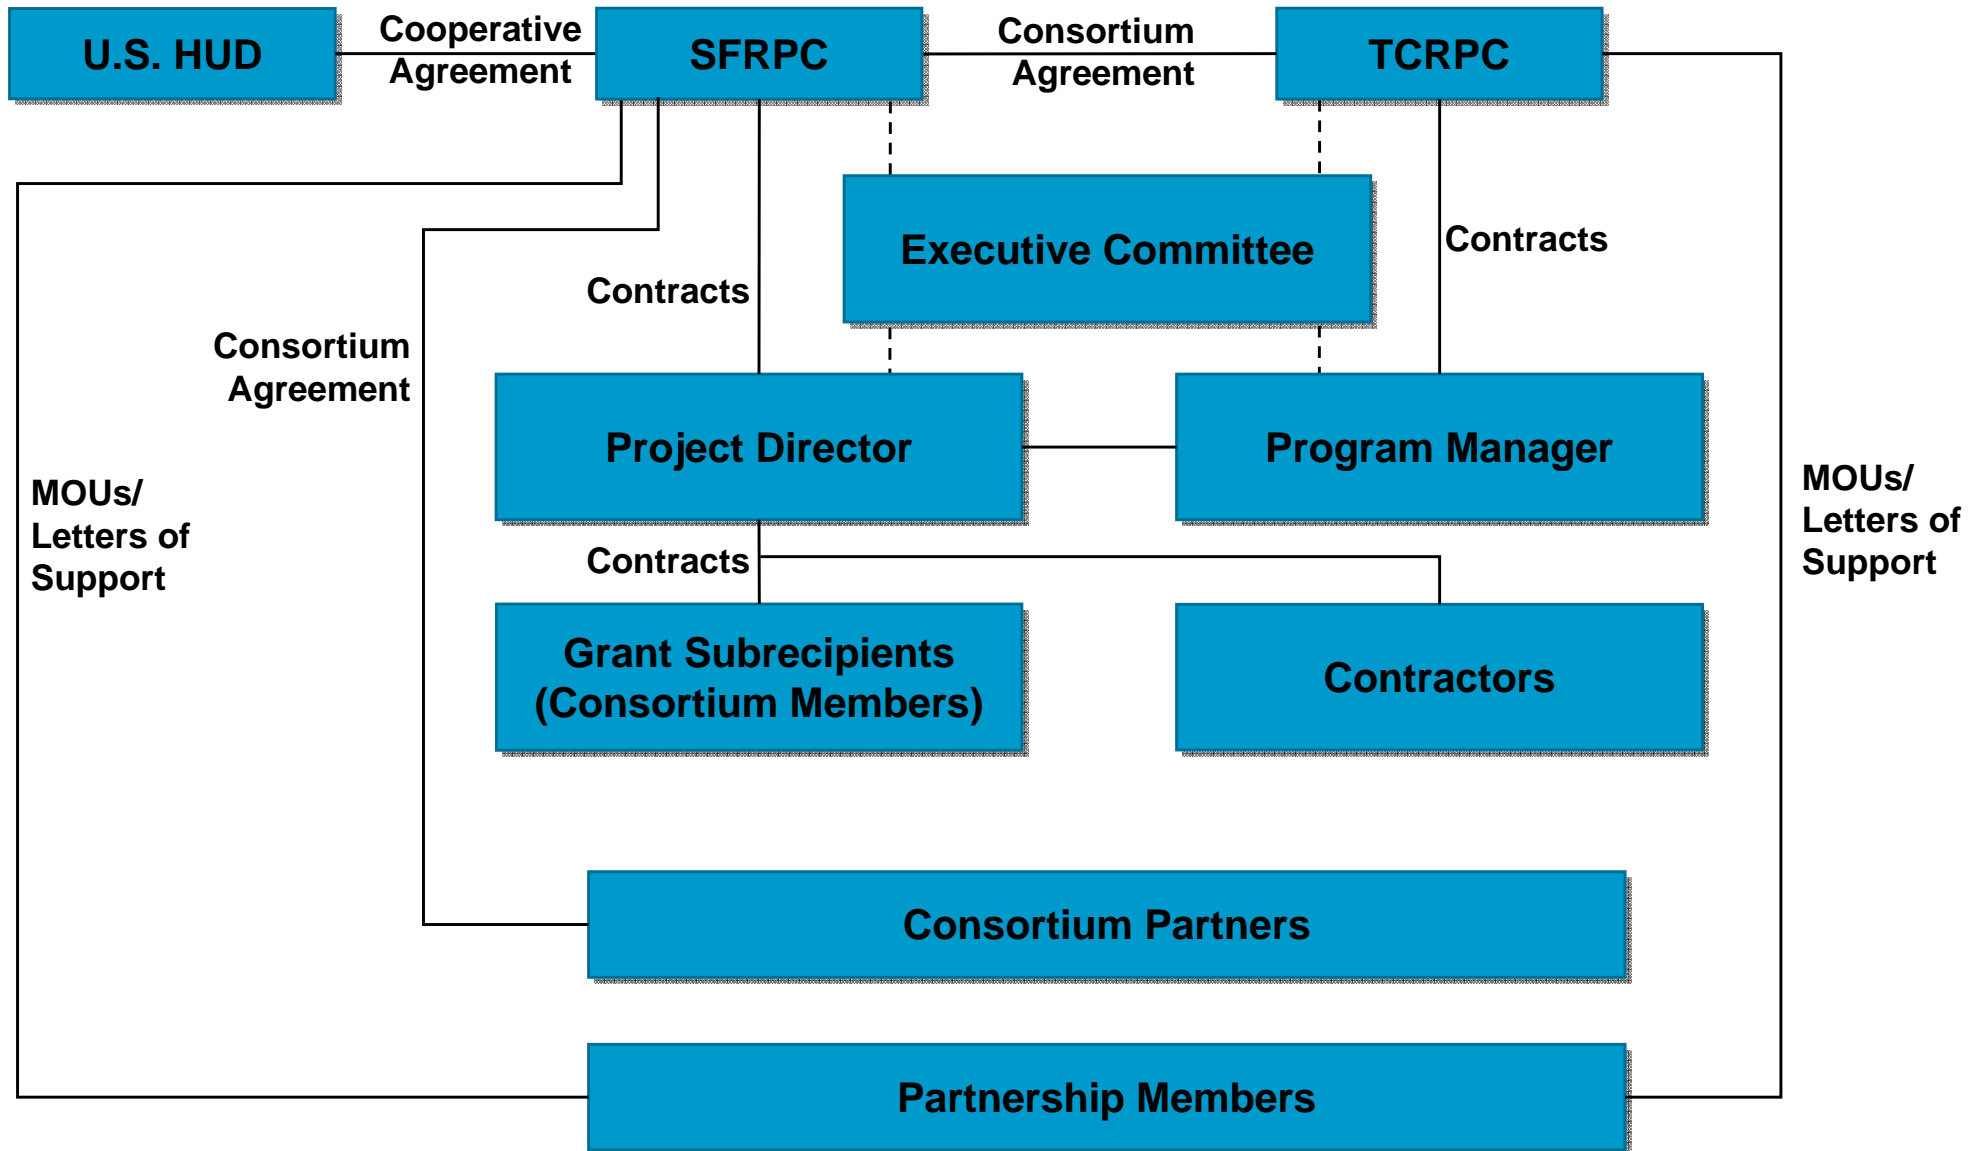 U.S. HUD
Cooperative
Agreement
SFRPC
Consortium
Agreement
TCRPC
Executive Committee
Contracts
Contracts
Consortium
Agreement
Project Director
Program Manager
MOUs/
Letters of
Support
MOUs/
Letters of
Support
Contracts
Grant Subrecipients
(Consortium Members)
Contractors
Consortium Partners
Partnership Members